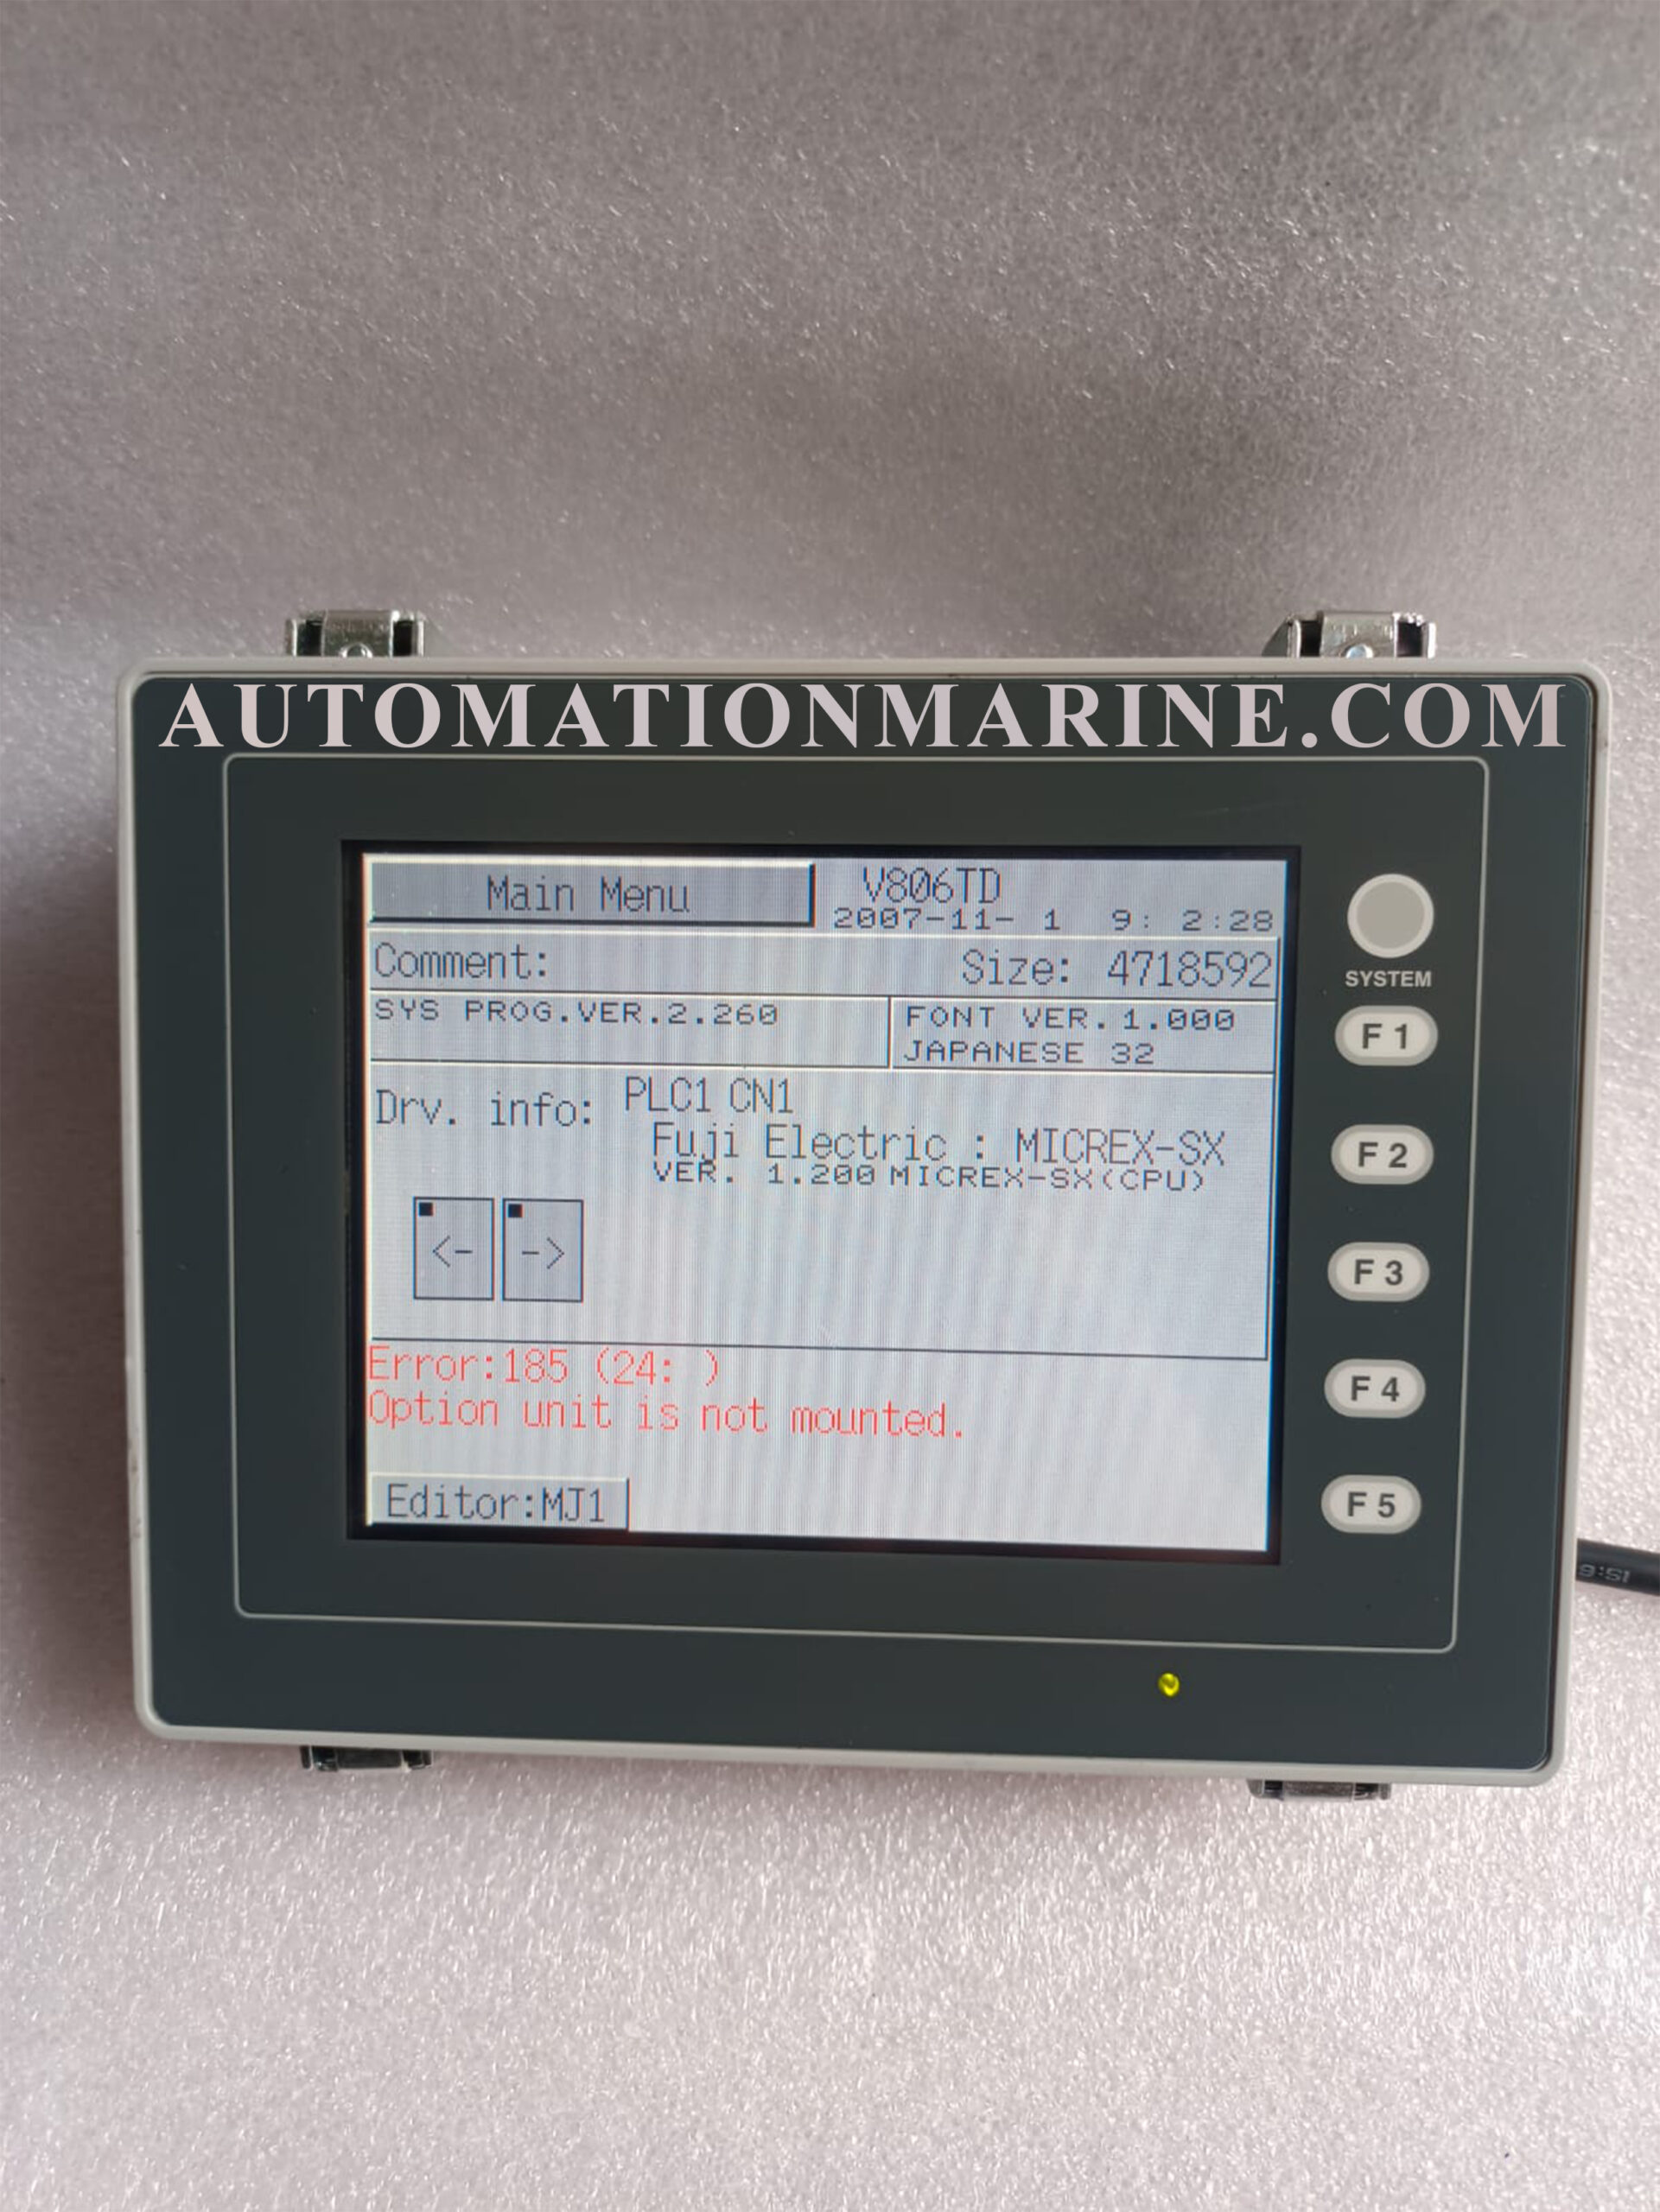 AUTOMATIONMARINE.COM
Main Menu
V806TD
2007-11- 1 9: 2:28
Comment:
Size: 4718592
SYS PROG.VER.2.260
FONT VER.1.000
JAPANESE 32
Drv. info:
PLC1 CN1
Fuji Electric : MICREX-SX
VER. 1.200 MICREX-SX(CPU)
<- ->
Error:185 (24: )
Option unit is not mounted.
Editor:MJ1
SYSTEM
F1
F2
F3
F4
F5